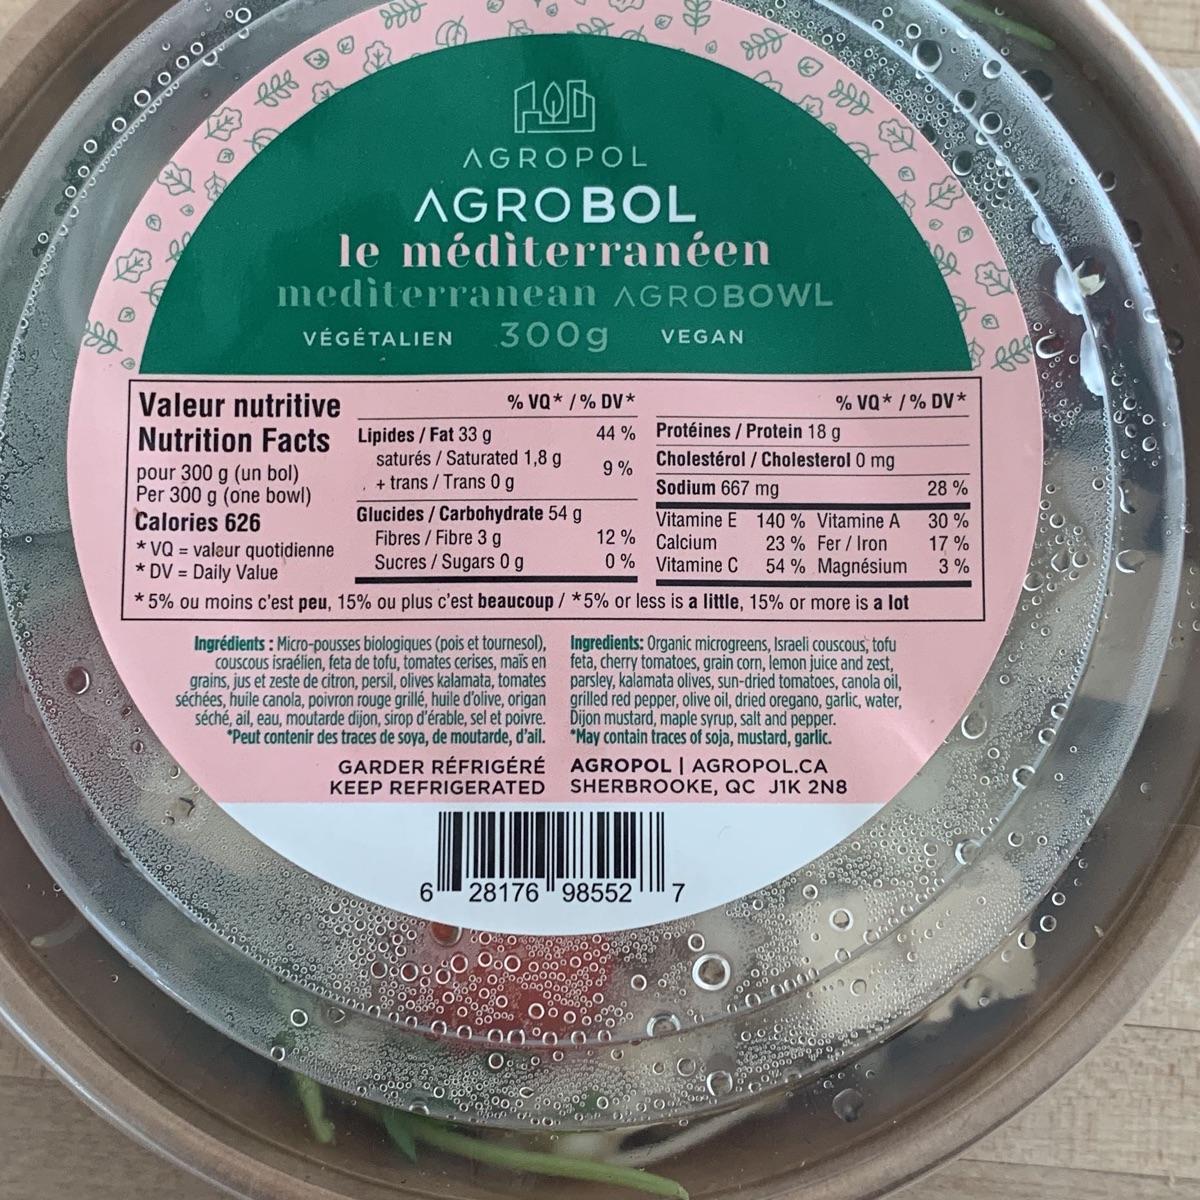 AGROPOL
AGROBOL
le méditerranéen
mediterranean AGROBOWL
VÉGÉTALIEN 300g VEGAN
Valeur nutritive
Nutrition Facts
pour 300 g (un bol)
Per 300 g (one bowl)
Calories 626
* VQ = valeur quotidienne
* DV = Daily Value
% VQ* / % DV*
Lipides / Fat 33 g 44 %
saturés / Saturated 1,8 g
+ trans / Trans 0 g 9 %
Glucides / Carbohydrate 54 g
Fibres / Fibre 3 g 12 %
Sucres / Sugars 0 g 0 %
% VQ* / % DV*
Protéines / Protein 18 g
Cholestérol / Cholesterol 0 mg
Sodium 667 mg 28 %
Vitamine E 140 % Vitamine A 30 %
Calcium 23 % Fer / Iron 17 %
Vitamine C 54 % Magnésium 3 %
*5% ou moins c'est peu, 15% ou plus c'est beaucoup / *5% or less is a little, 15% or more is a lot
Ingrédients : Micro-pousses biologiques (pois et tournesol),
couscous israélien, feta de tofu, tomates cerises, maïs en
grains, jus et zeste de citron, persil, olives kalamata, tomates
séchées, huile canola, poivron rouge grillé, huile d'olive, origan
séché, ail, eau, moutarde dijon, sirop d'érable, sel et poivre.
*Peut contenir des traces de soya, de moutarde, d'ail.
Ingredients: Organic microgreens, Israeli couscous, tofu
feta, cherry tomatoes, grain corn, lemon juice and zest,
parsley, kalamata olives, sun-dried tomatoes, canola oil,
grilled red pepper, olive oil, dried oregano, garlic, water,
Dijon mustard, maple syrup, salt and pepper.
*May contain traces of soja, mustard, garlic.
GARDER RÉFRIGÉRÉ
KEEP REFRIGERATED
AGROPOL | AGROPOL.CA
SHERBROOKE, QC J1K 2N8
6 28176 98552 7